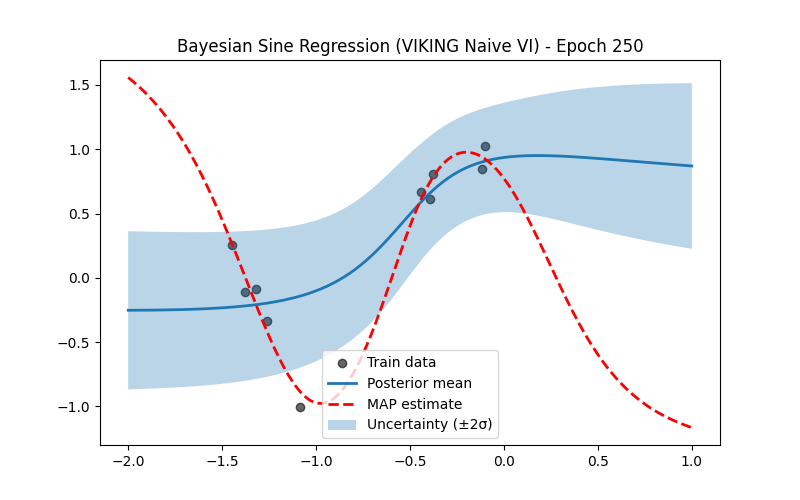 Bayesian Sine Regression (VIKING Naive VI) - Epoch 250
1.5
1.0
0.5
0.0
−0.5
−1.0
Train data
Posterior mean
MAP estimate
Uncertainty (±2σ)
−2.0 −1.5 −1.0 −0.5 0.0 0.5 1.0